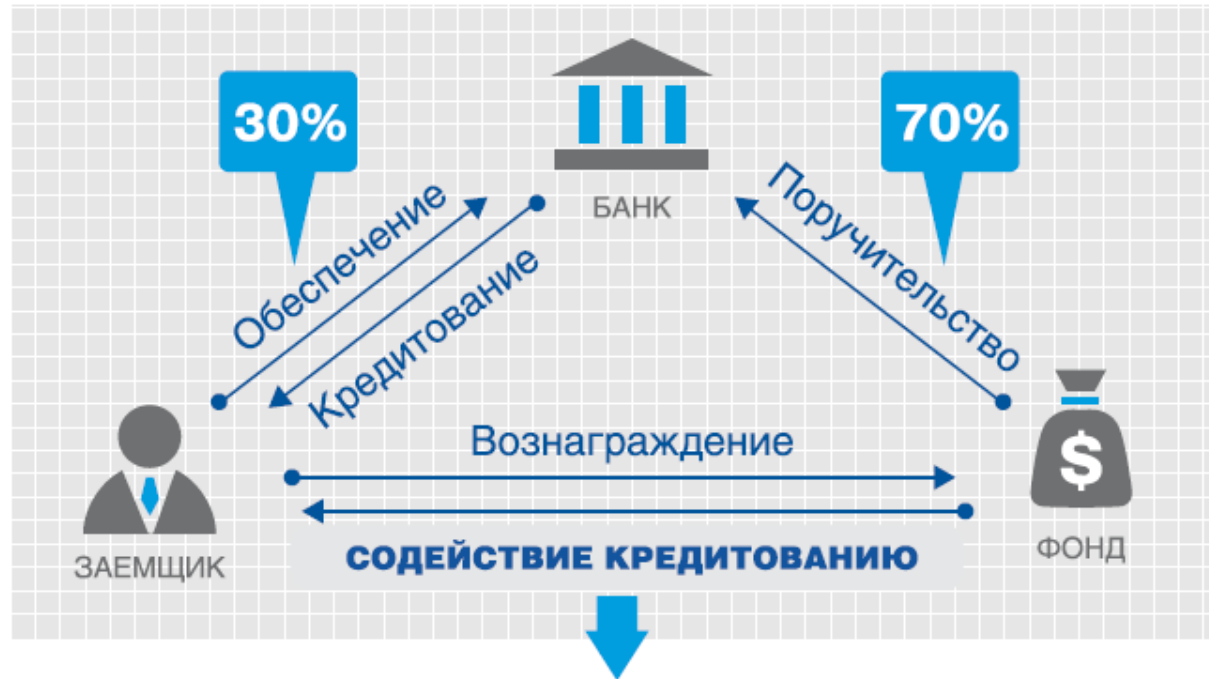 30%
70%
БАНК
Обеспечение
Кредитование
Поручительство
Вознаграждение
$
СОДЕЙСТВИЕ КРЕДИТОВАНИЮ
ЗАЕМЩИК
ФОНД